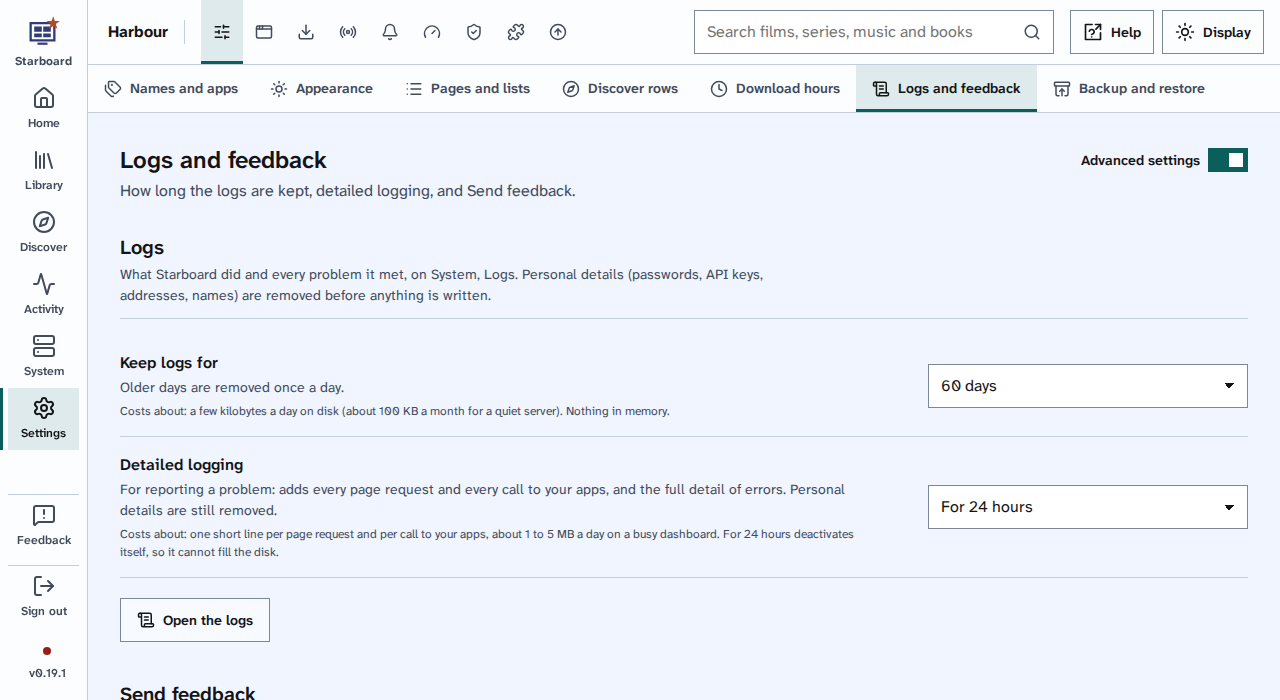 Starboard
Home
Library
Discover
Activity
System
Settings
Feedback
Sign out
v0.19.1
Harbour
Search films, series, music and books
Help
Display
Names and apps
Appearance
Pages and lists
Discover rows
Download hours
Logs and feedback
Backup and restore
Logs and feedback
Advanced settings
How long the logs are kept, detailed logging, and Send feedback.
Logs
What Starboard did and every problem it met, on System, Logs. Personal details (passwords, API keys,
addresses, names) are removed before anything is written.
Keep logs for
Older days are removed once a day.
Costs about: a few kilobytes a day on disk (about 100 KB a month for a quiet server). Nothing in memory.
60 days
Detailed logging
For reporting a problem: adds every page request and every call to your apps, and the full detail of errors. Personal
details are still removed.
Costs about: one short line per page request and per call to your apps, about 1 to 5 MB a day on a busy dashboard. For 24 hours deactivates
itself, so it cannot fill the disk.
For 24 hours
Open the logs
Send feedback